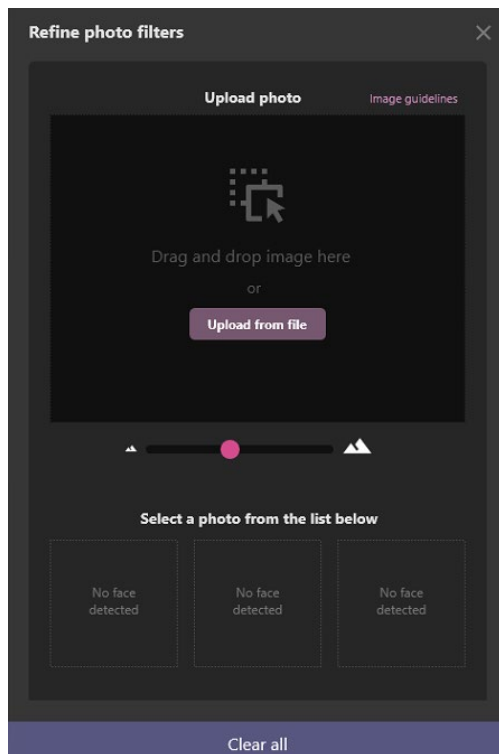 Refine photo filters
Upload photo
Image guidelines
Drag and drop image here
or
Upload from file
Select a photo from the list below
No face
detected
No face
detected
No face
detected
Clear all